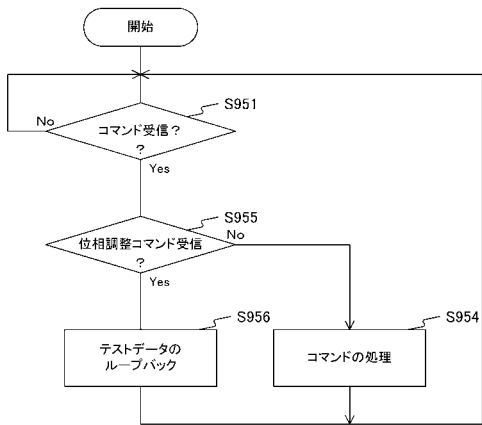 開始
S951
コマンド受信？
？
No
Yes
S955
位相調整コマンド受信
？
No
Yes
S956
テストデータの
ループバック
S954
コマンドの処理